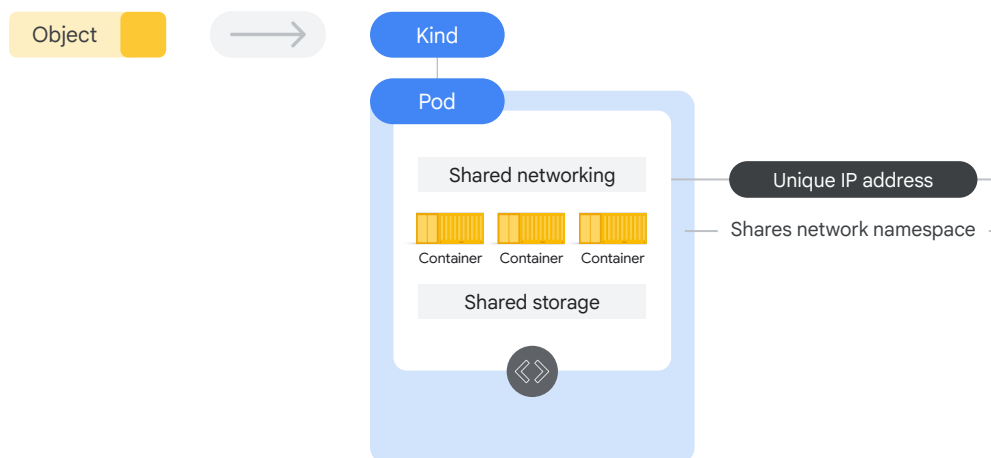 Object
Kind
Pod
Shared networking
Unique IP address
Shares network namespace
Container Container Container
Shared storage